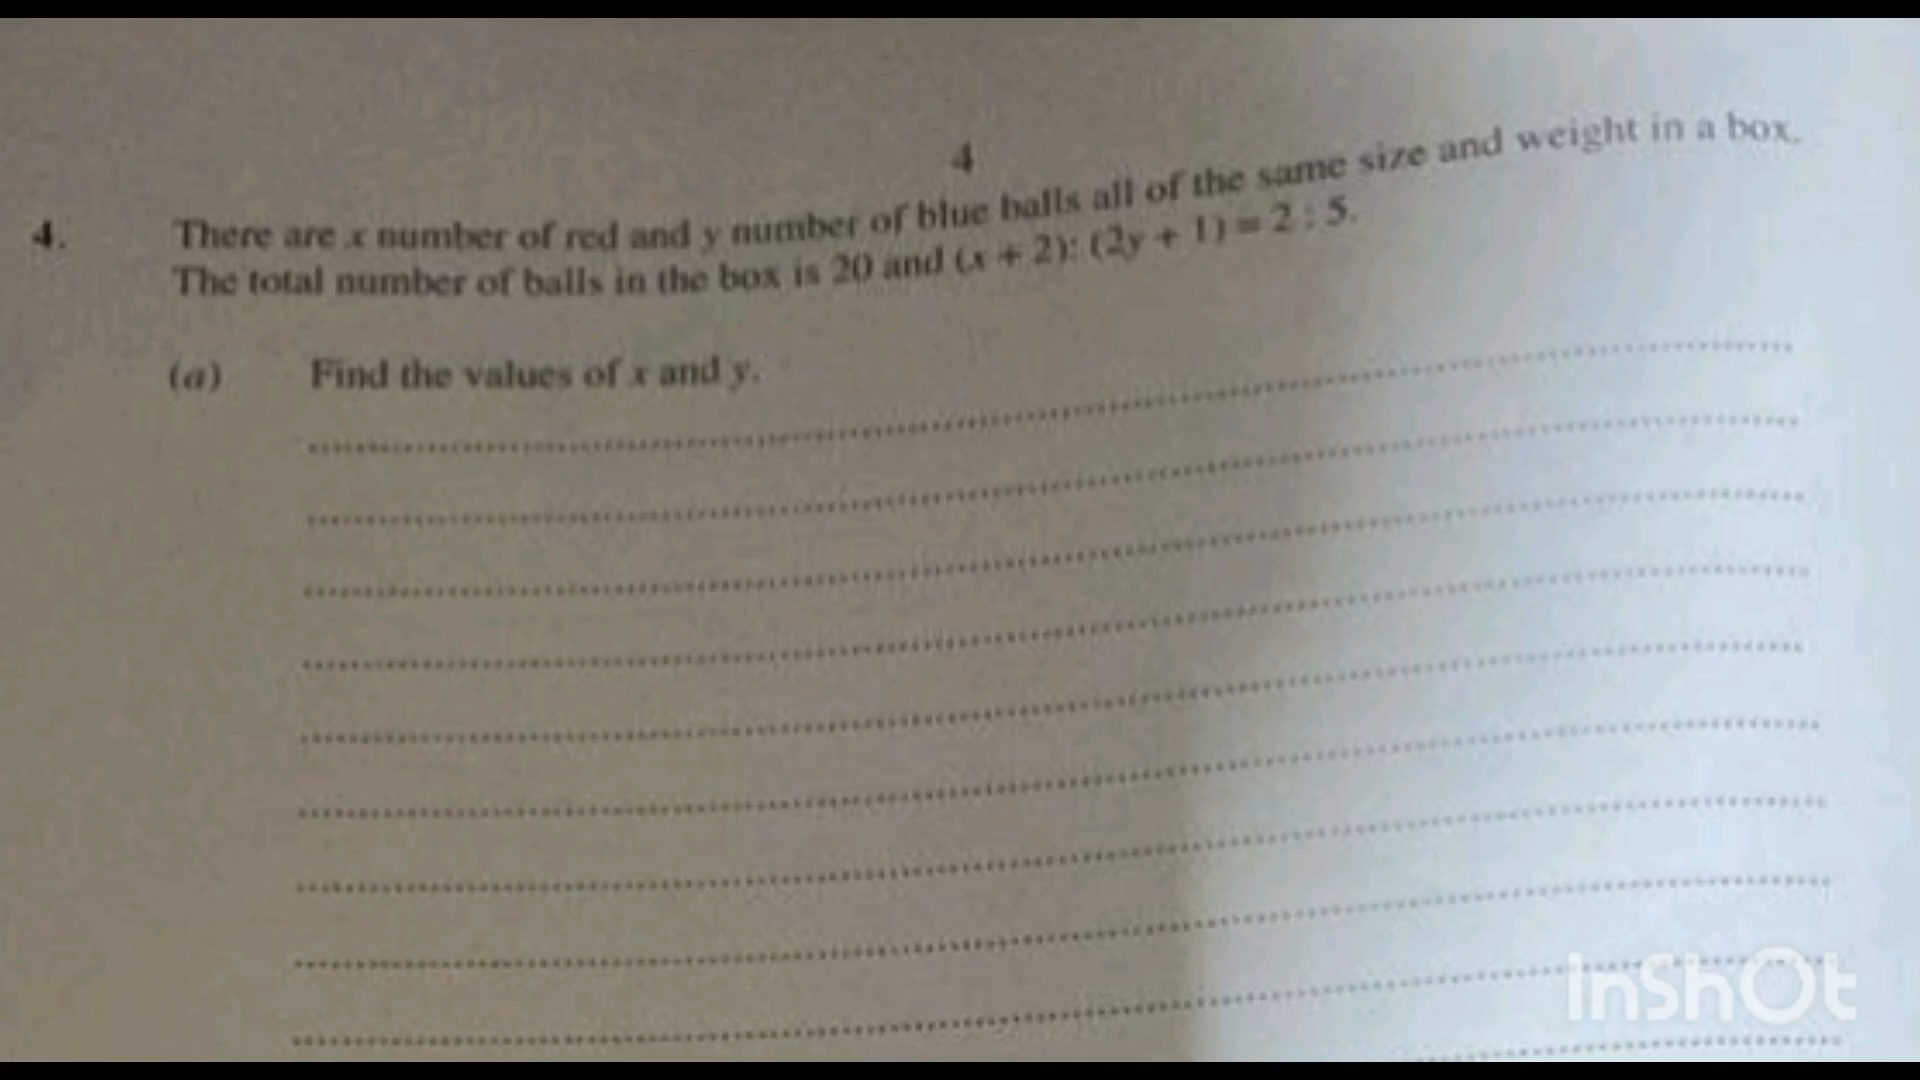 4
4. There are x number of red and y number of blue balls all of the same size and weight in a box.
The total number of balls in the box is 20 and (x + 2): (2y + 1) = 2 : 5.
(a) Find the values of x and y.
InShOt